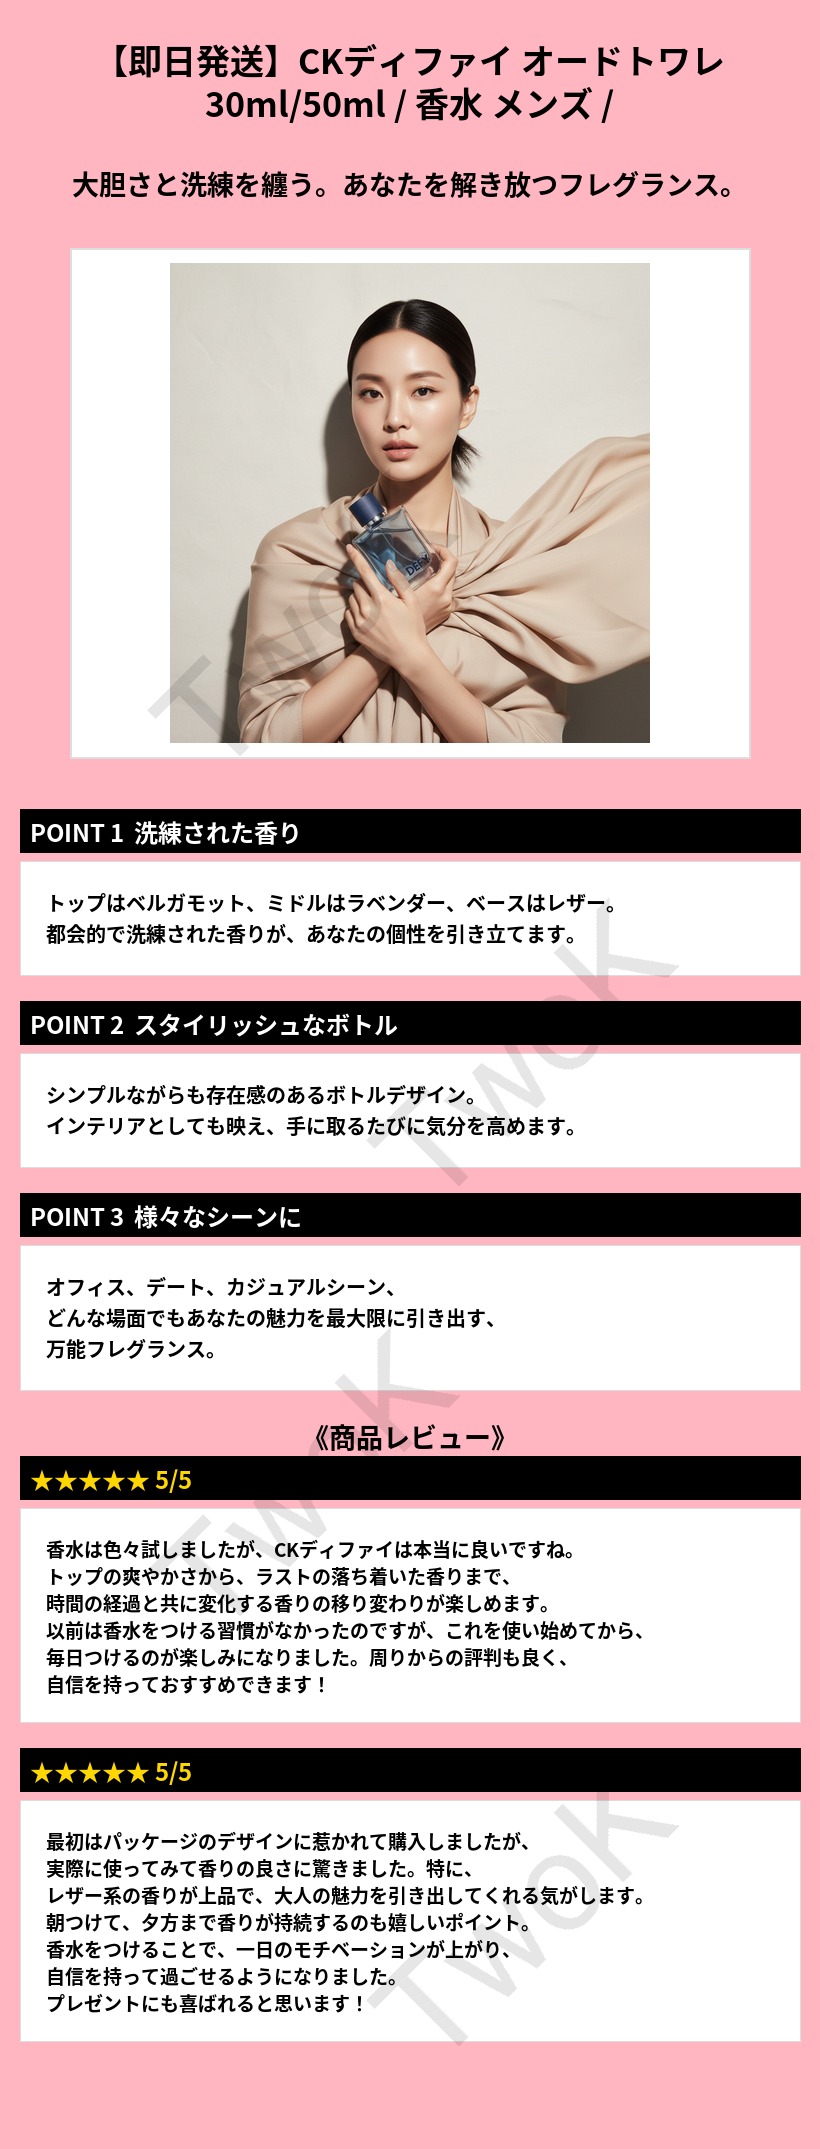 【即日発送】CKディファイ オードトワレ
30ml/50ml / 香水 メンズ /
大胆さと洗練を纏う。あなたを解き放つフレグランス。
DEFY
TwoK
POINT 1 洗練された香り
トップはベルガモット、ミドルはラベンダー、ベースはレザー。
都会的で洗練された香りが、あなたの個性を引き立てます。
POINT 2 スタイリッシュなボトル
シンプルながらも存在感のあるボトルデザイン。
インテリアとしても映え、手に取るたびに気分を高めます。
TwoK
POINT 3 様々なシーンに
オフィス、デート、カジュアルシーン、
どんな場面でもあなたの魅力を最大限に引き出す、
万能フレグランス。
《商品レビュー》
★★★★★ 5/5
香水は色々試しましたが、CKディファイは本当に良いですね。
トップの爽やかさから、ラストの落ち着いた香りまで、
時間の経過と共に変化する香りの移り変わりが楽しめます。
以前は香水をつける習慣がなかったのですが、これを使い始めてから、
毎日つけるのが楽しみになりました。周りからの評判も良く、
自信を持っておすすめできます！
TwoK
★★★★★ 5/5
最初はパッケージのデザインに惹かれて購入しましたが、
実際に使ってみて香りの良さに驚きました。特に、
レザー系の香りが上品で、大人の魅力を引き出してくれる気がします。
朝つけて、夕方まで香りが持続するのも嬉しいポイント。
香水をつけることで、一日のモチベーションが上がり、
自信を持って過ごせるようになりました。
プレゼントにも喜ばれると思います！
TwoK